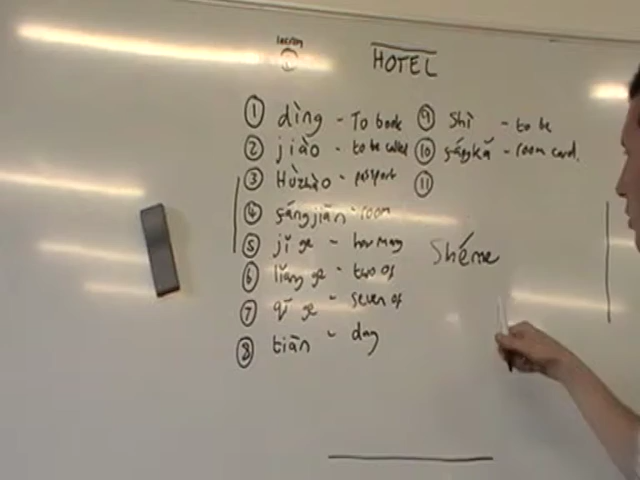 HOTEL
① dìng - To book
② jiào - to be called
③ Hùzhào - passport
④ fángjiān - room
⑤ jǐ ge - how many
⑥ liǎng ge - two of
⑦ qī ge - seven of
⑧ tiān - day
⑨ Shì - to be
⑩ fángkǎ - room card.
⑪
Shéme